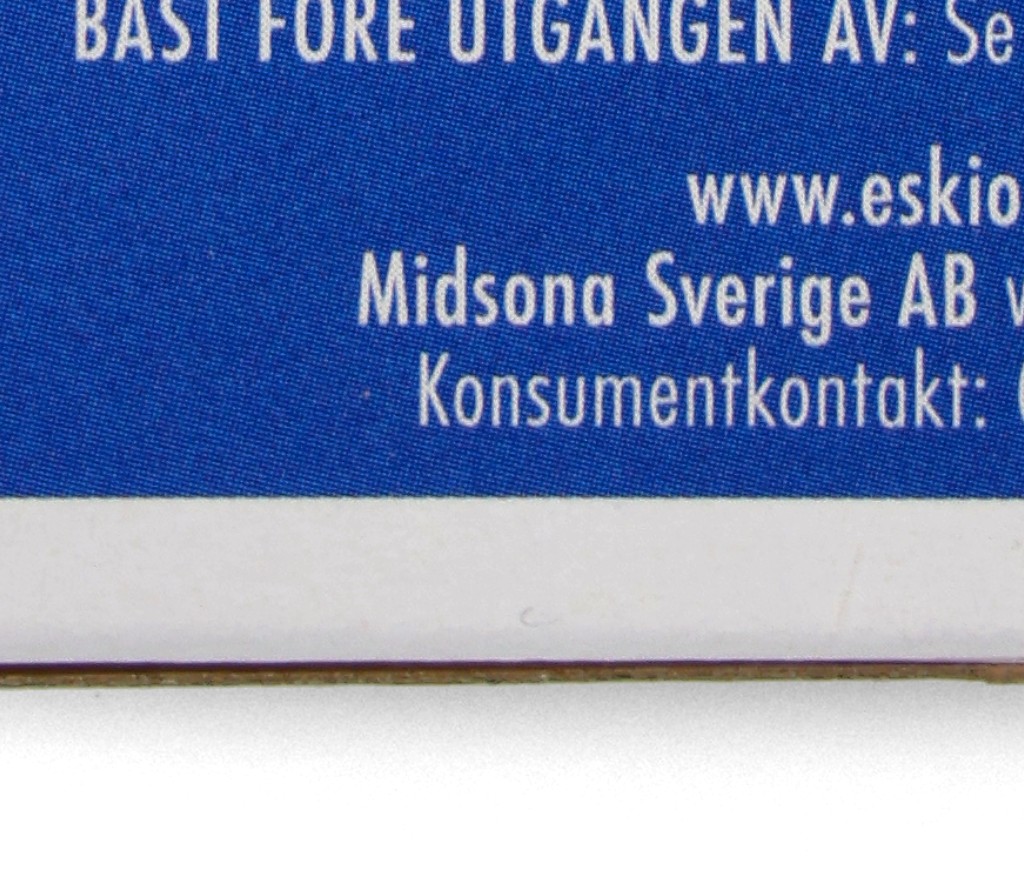 BÄST FÖRE UTGÅNGEN AV: Se
www.eskio
Midsona Sverige AB
Konsumentkontakt: